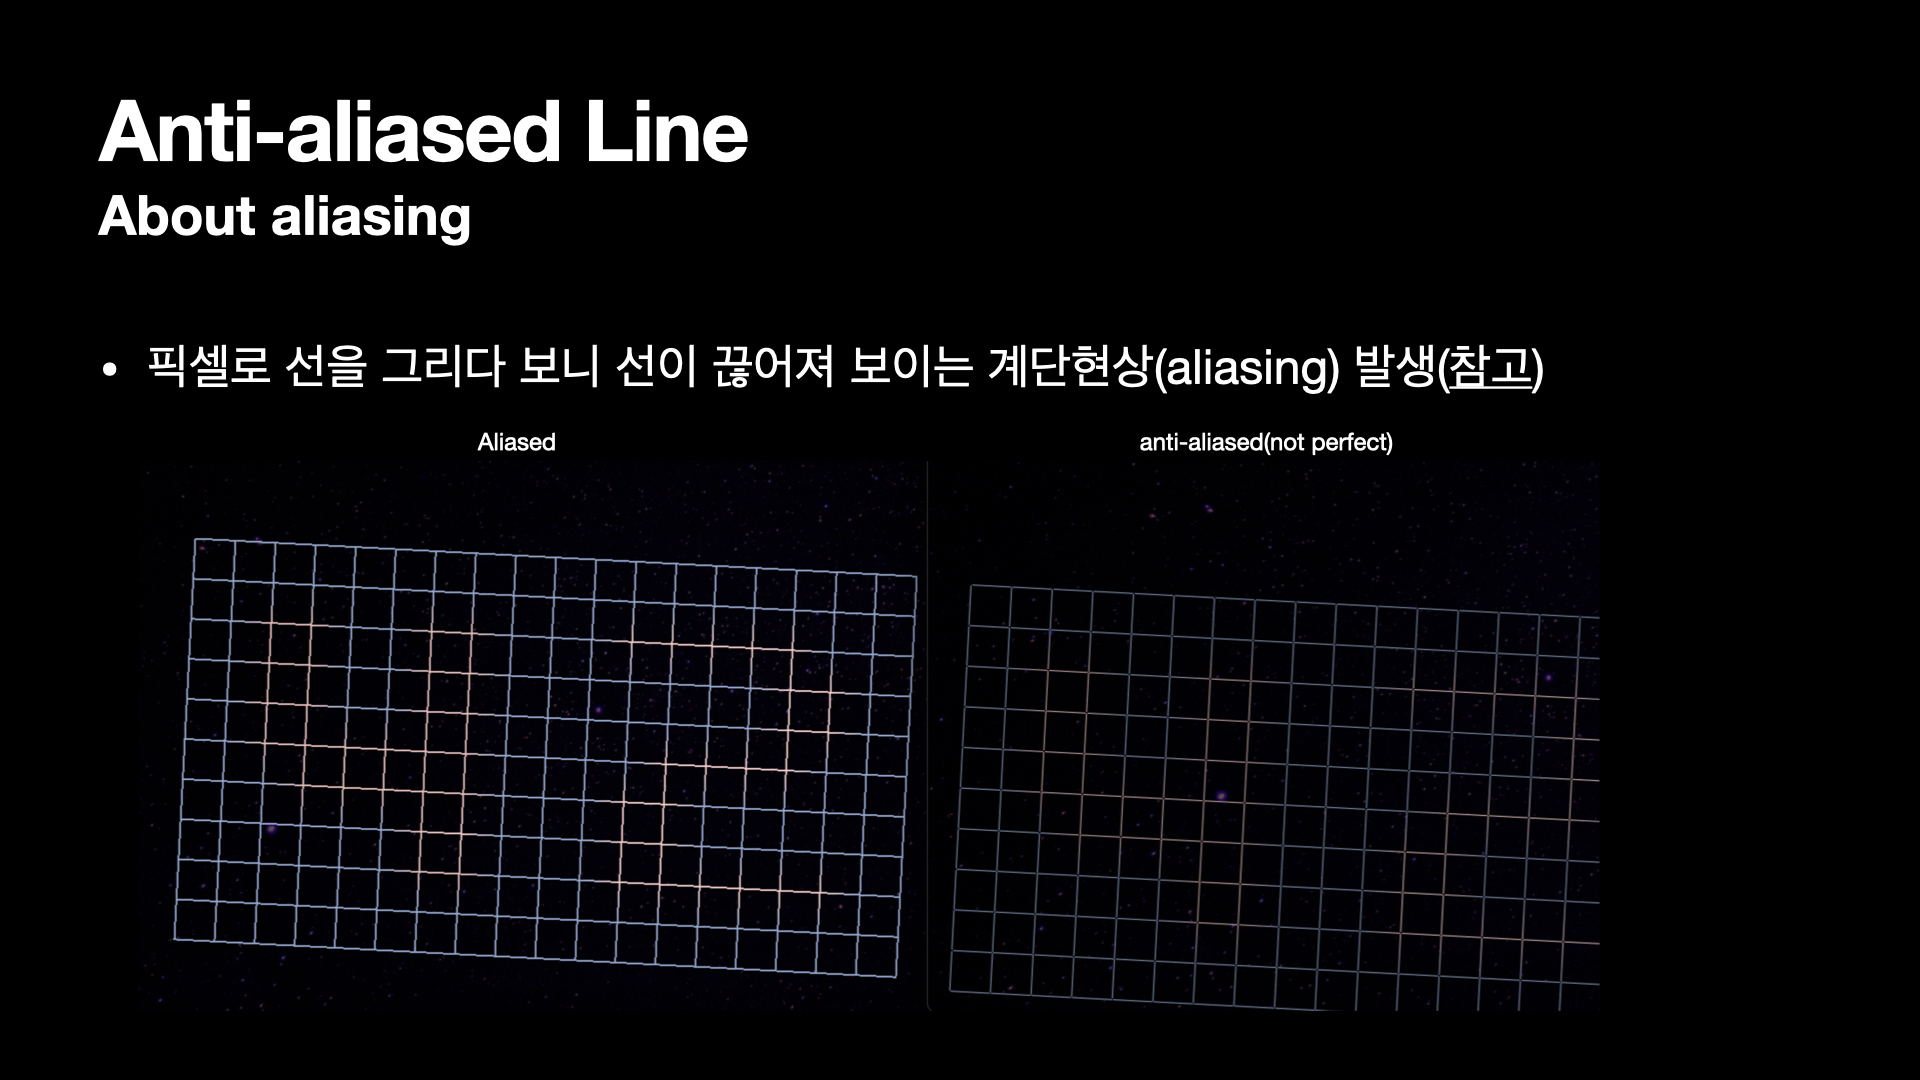 Anti-aliased Line
About aliasing
• 픽셀로 선을 그리다 보니 선이 끊어져 보이는 계단현상(aliasing) 발생(참고)
Aliased
anti-aliased(not perfect)